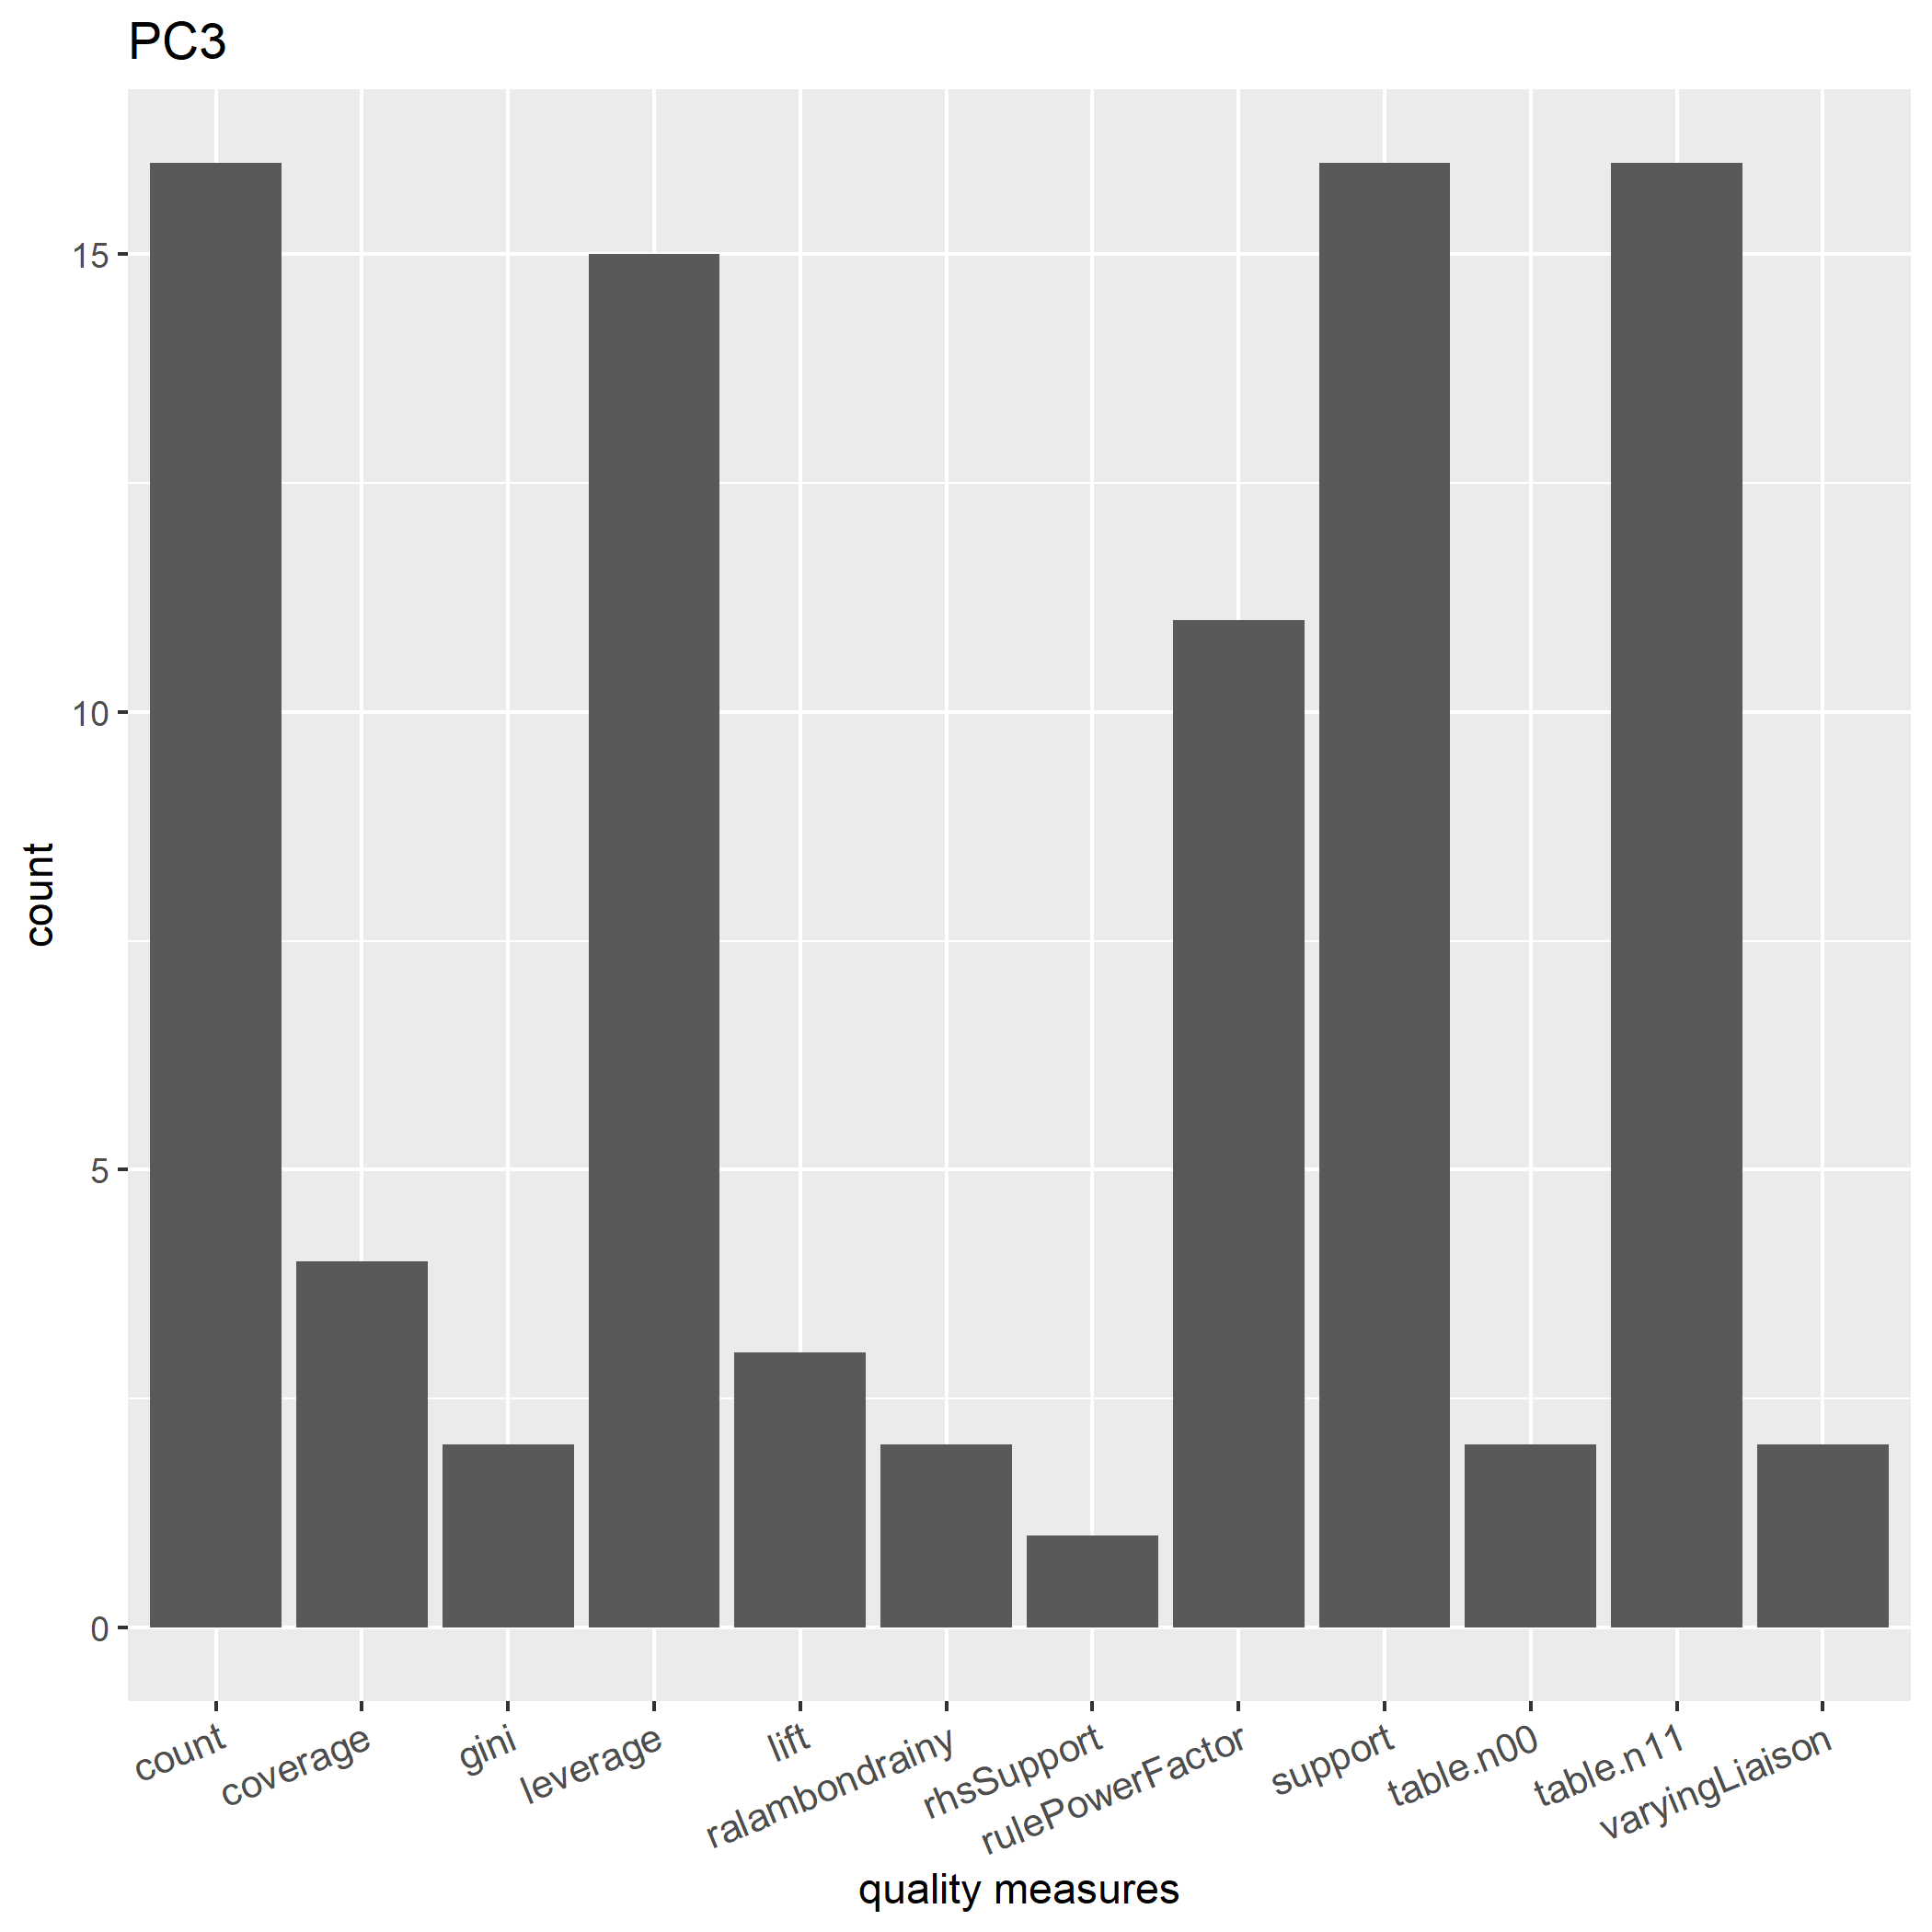 PC3
15
10
5
0
count
count
coverage
gini
leverage
lift
ralambondrainy
rhsSupport
rulePowerFactor
support
table.n00
table.n11
varyingLiaison
quality measures